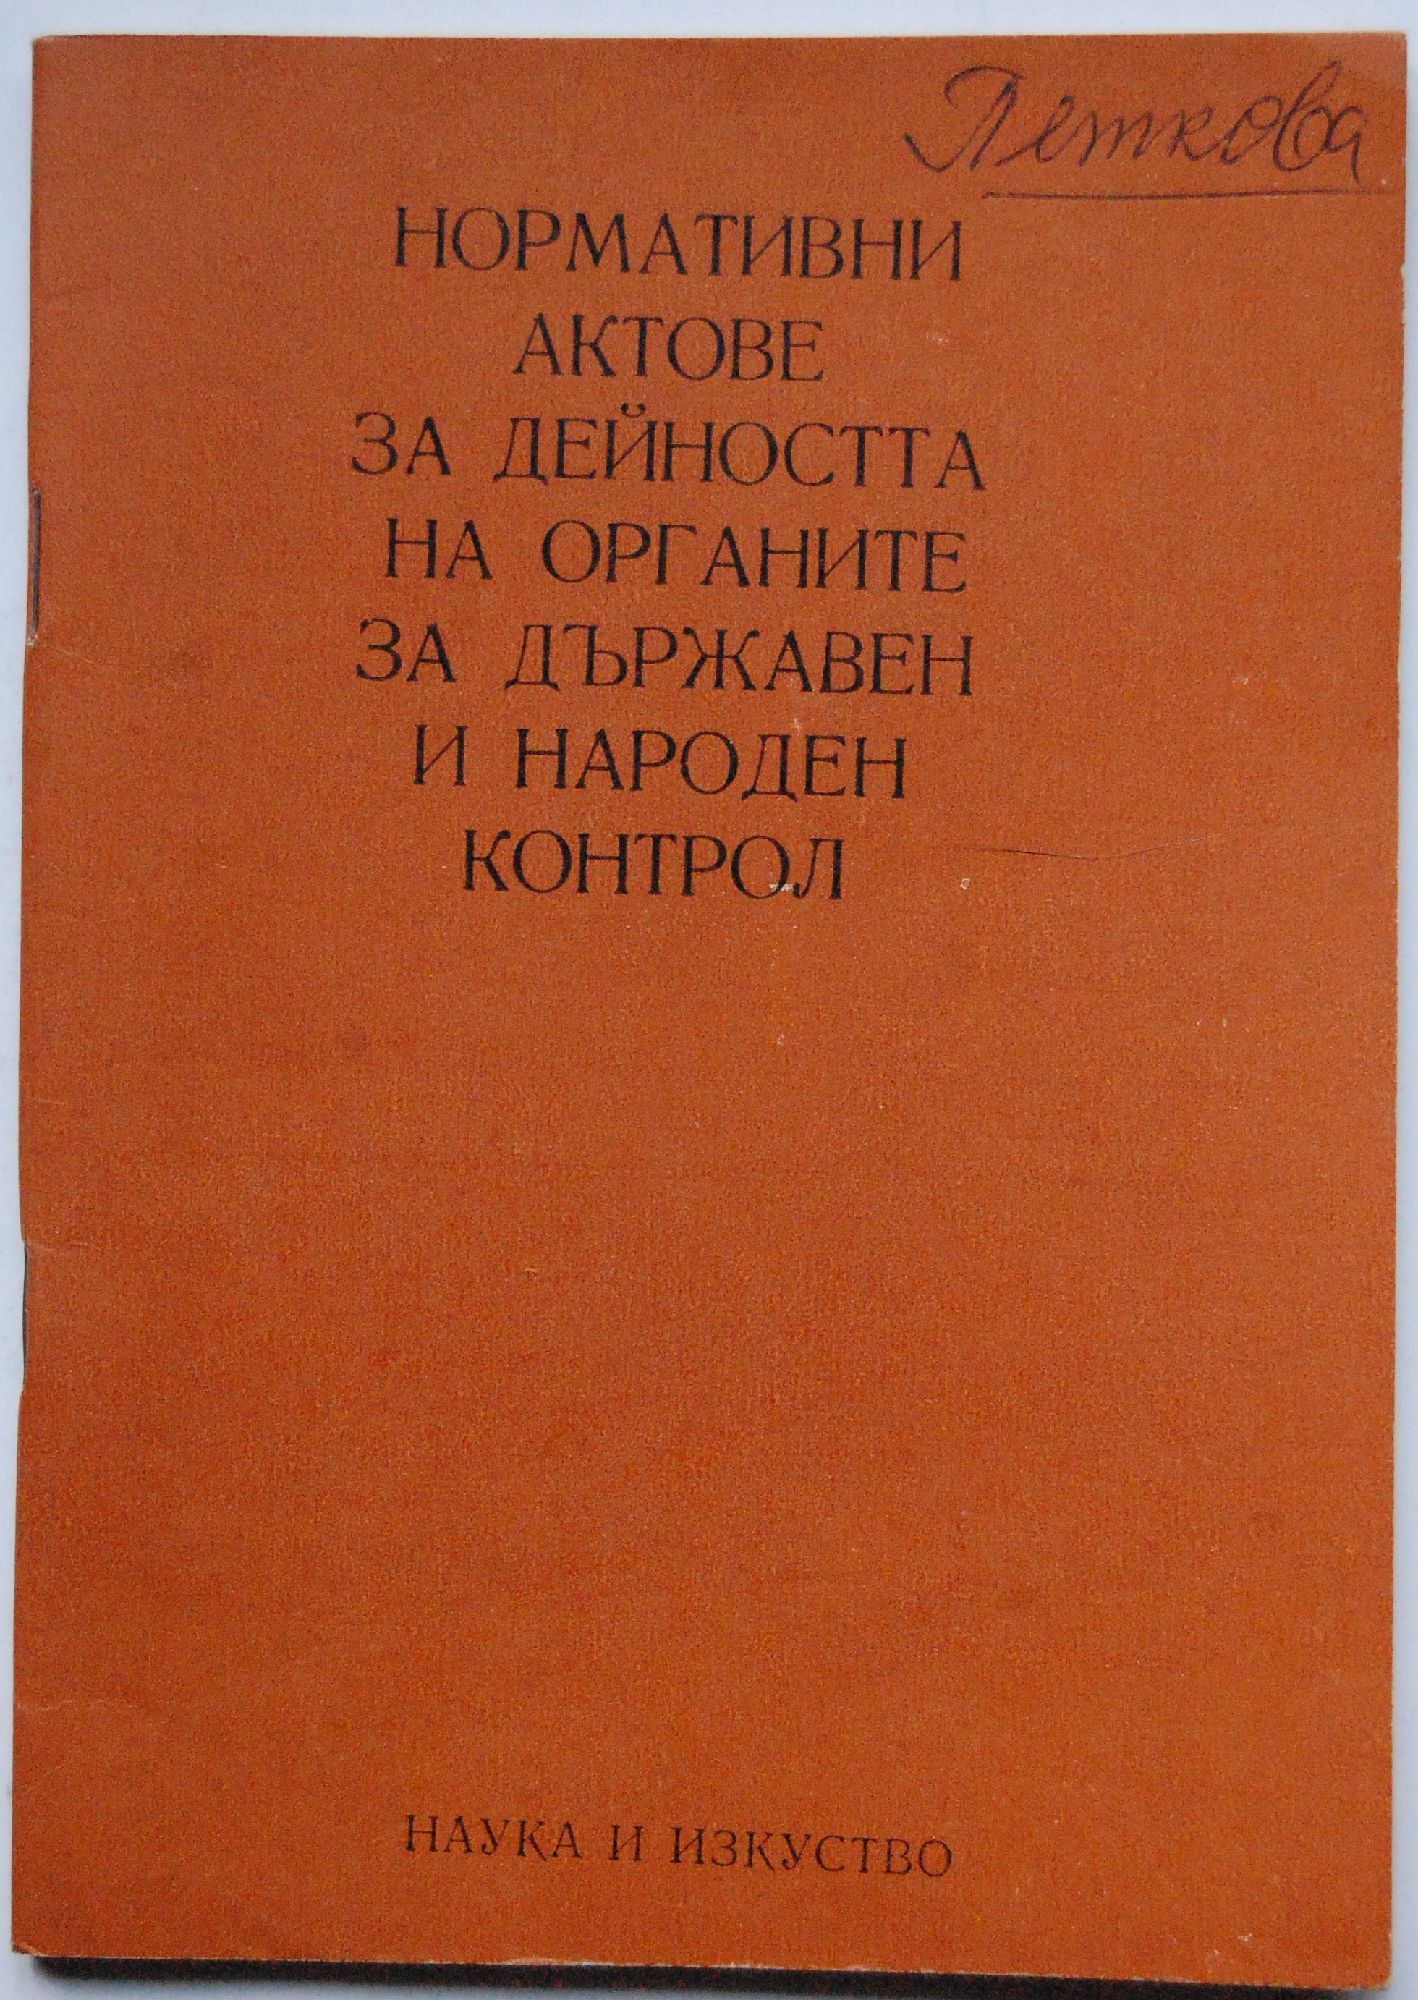 Петкова
НОРМАТИВНИ
АКТОВЕ
ЗА ДЕЙНОСТТА
НА ОРГАНИТЕ
ЗА ДЪРЖАВЕН
И НАРОДЕН
КОНТРОЛ
НАУКА И ИЗКУСТВО